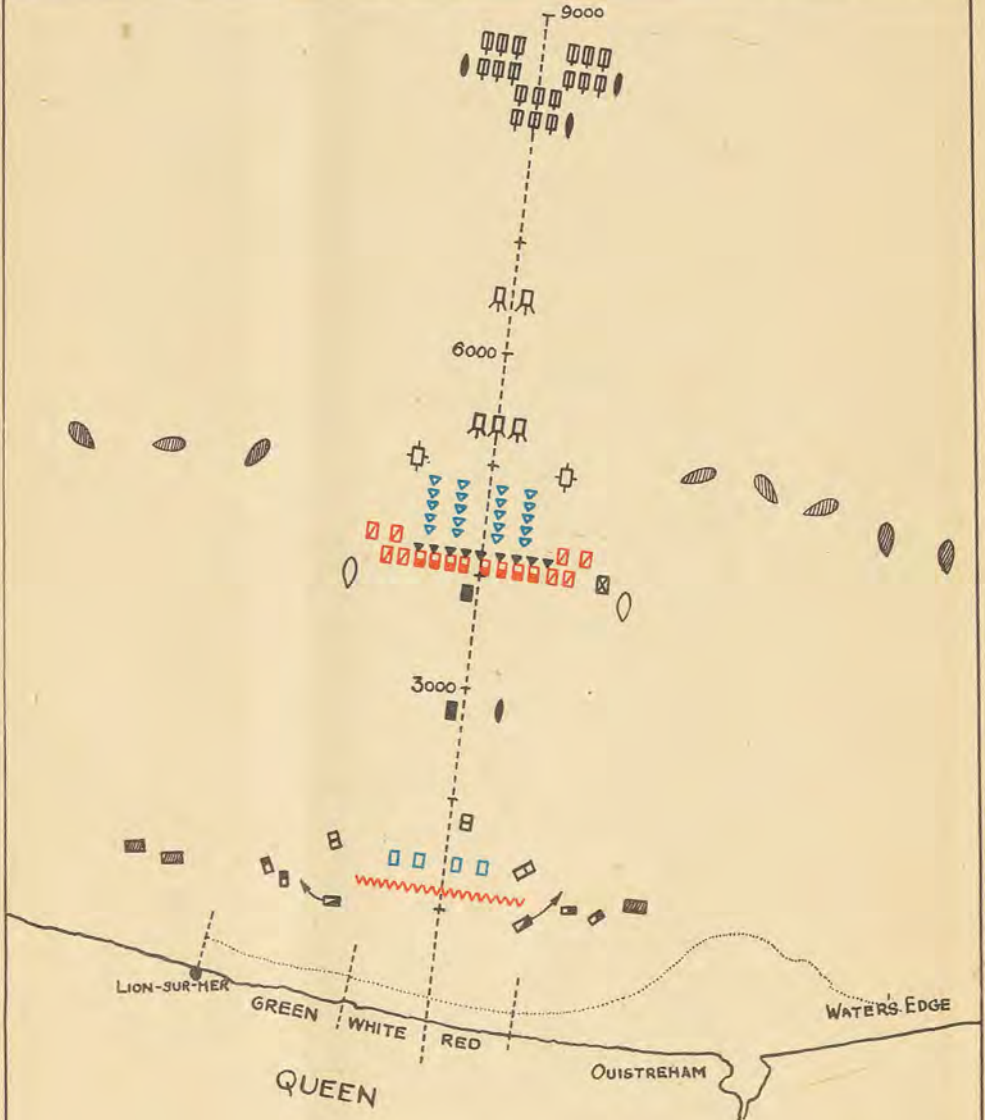 9000
6000
3000
LION-SUR-MER
GREEN
WHITE
RED
WATERS EDGE
OUISTREHAM
QUEEN